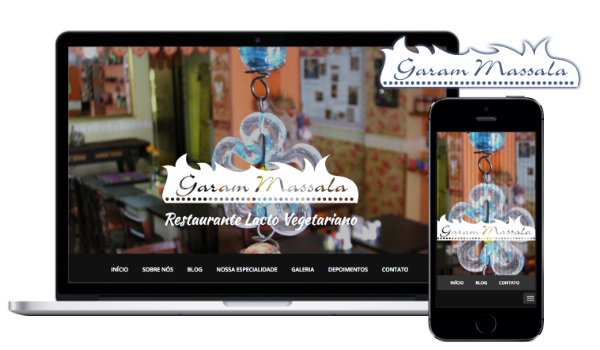 Garam Massala
Garam Massala
Restaurante Lacto Vegetariano
INÍCIO SOBRE NÓS BLOG NOSSA ESPECIALIDADE GALERIA DEPOIMENTOS CONTATO
Garam Massala
INÍCIO BLOG CONTATO